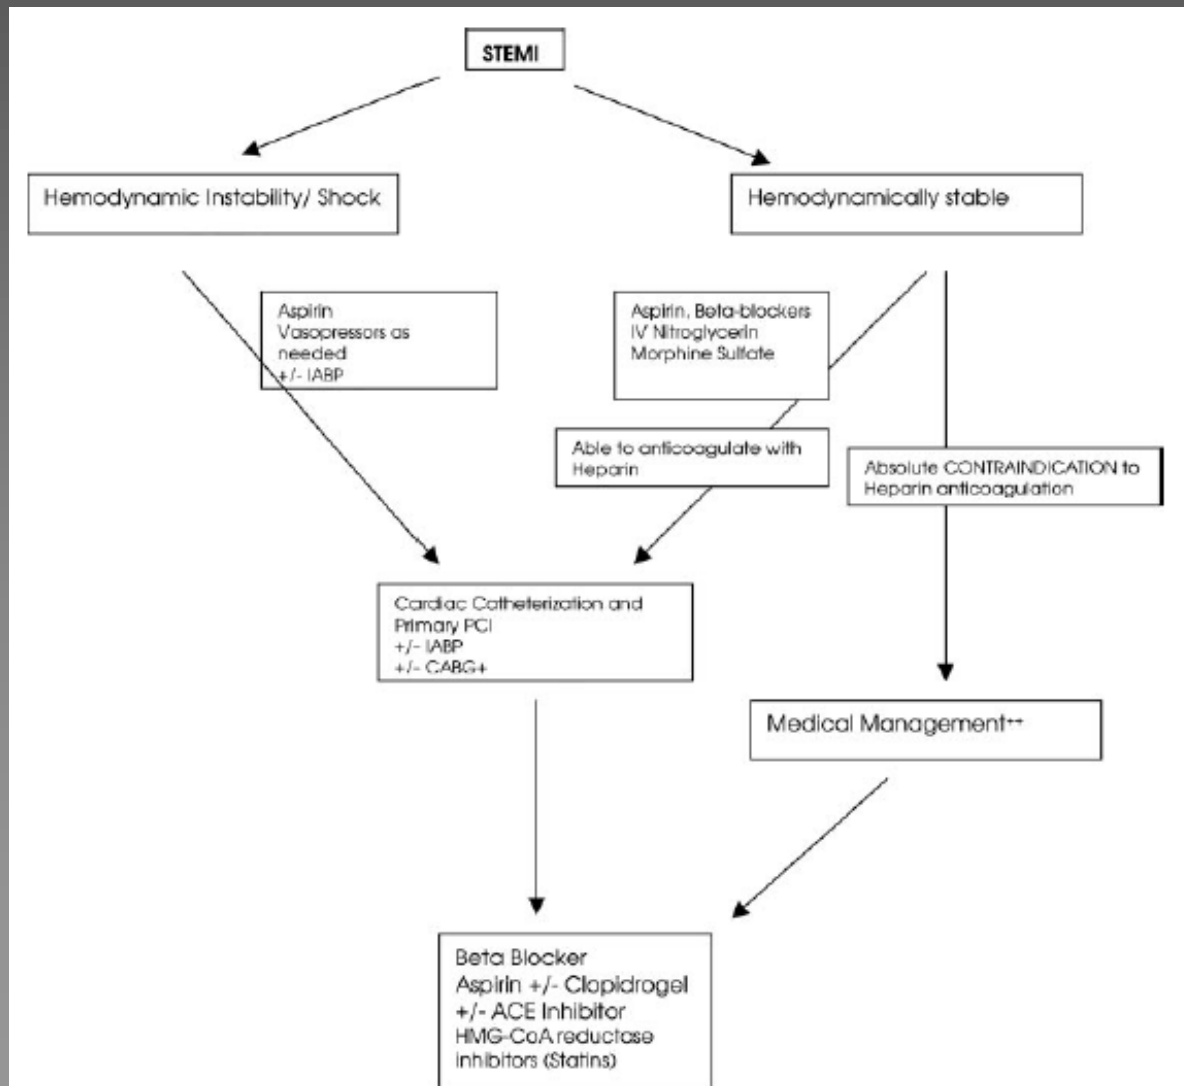 STEMI
Hemodynamic Instability/ Shock
Hemodynamically stable
Aspirin
Vasopressors as
needed
+/- IABP
Aspirin, Beta-blockers
IV Nitroglycerin
Morphine Sulfate
Able to anticoagulate with
Heparin
Absolute CONTRAINDICATION to
Heparin anticoagulation
Cardiac Catheterization and
Primary PCI
+/- IABP
+/- CABG+
Medical Management++
Beta Blocker
Aspirin +/- Clopidrogel
+/- ACE Inhibitor
HMG-CoA reductase
inhibitors (Statins)